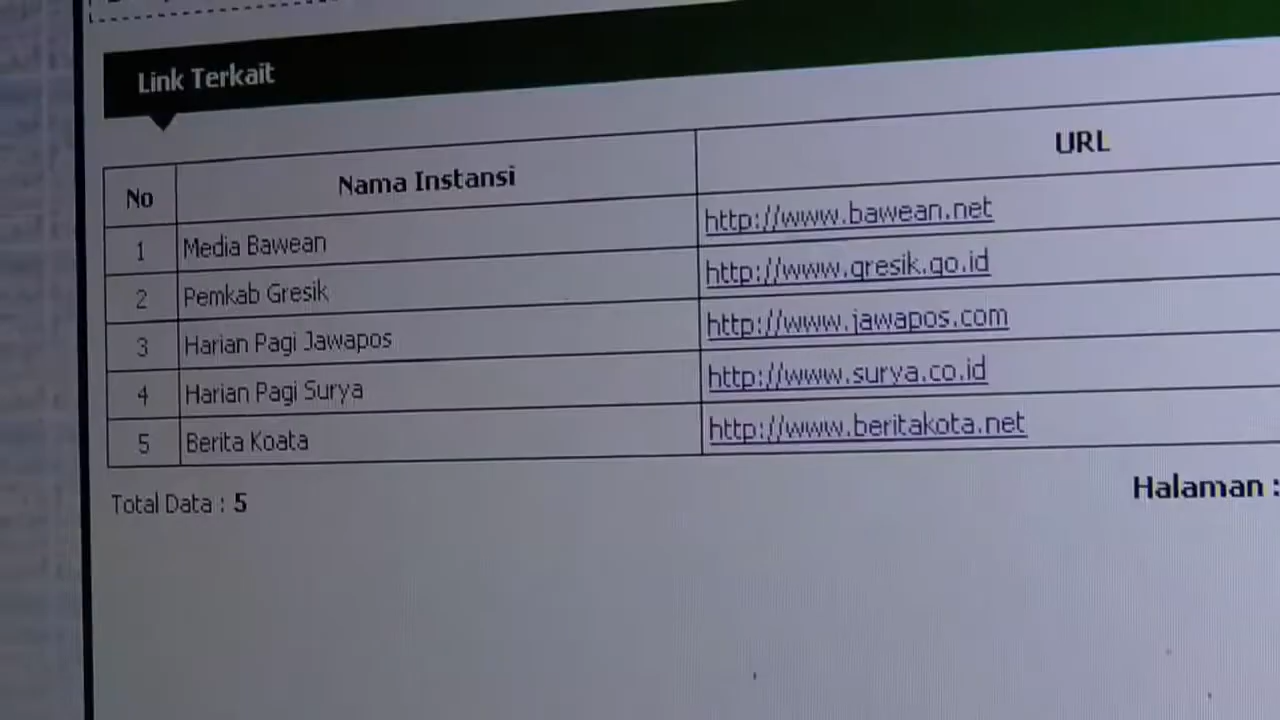 Link Terkait
No Nama Instansi URL
1 Media Bawean http://www.bawean.net
2 Pemkab Gresik http://www.gresik.go.id
3 Harian Pagi Jawapos http://www.jawapos.com
4 Harian Pagi Surya http://www.surya.co.id
5 Berita Koata http://www.beritakota.net
Total Data : 5
Halaman :